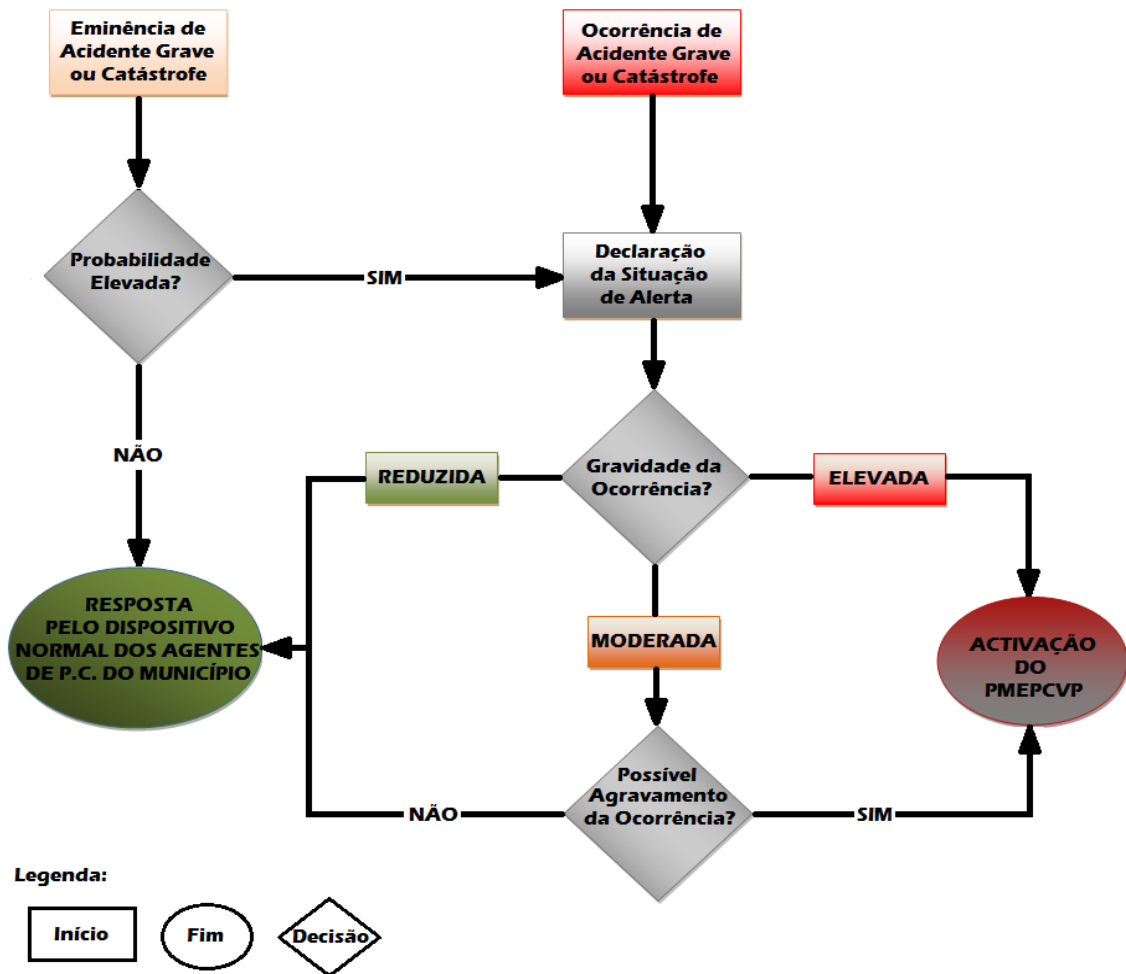 Eminência de
Acidente Grave
ou Catástrofe
Ocorrência de
Acidente Grave
ou Catástrofe
Probabilidade
Elevada?
SIM
Declaração
da Situação
de Alerta
NÃO
REDUZIDA
Gravidade da
Ocorrência?
ELEVADA
RESPOSTA
PELO DISPOSITIVO
NORMAL DOS AGENTES
DE P.C. DO MUNICÍPIO
MODERADA
ACTIVAÇÃO
DO
PMEPCVP
Possível
Agravamento
da Ocorrência?
NÃO
SIM
Legenda:
Início
Fim
Decisão